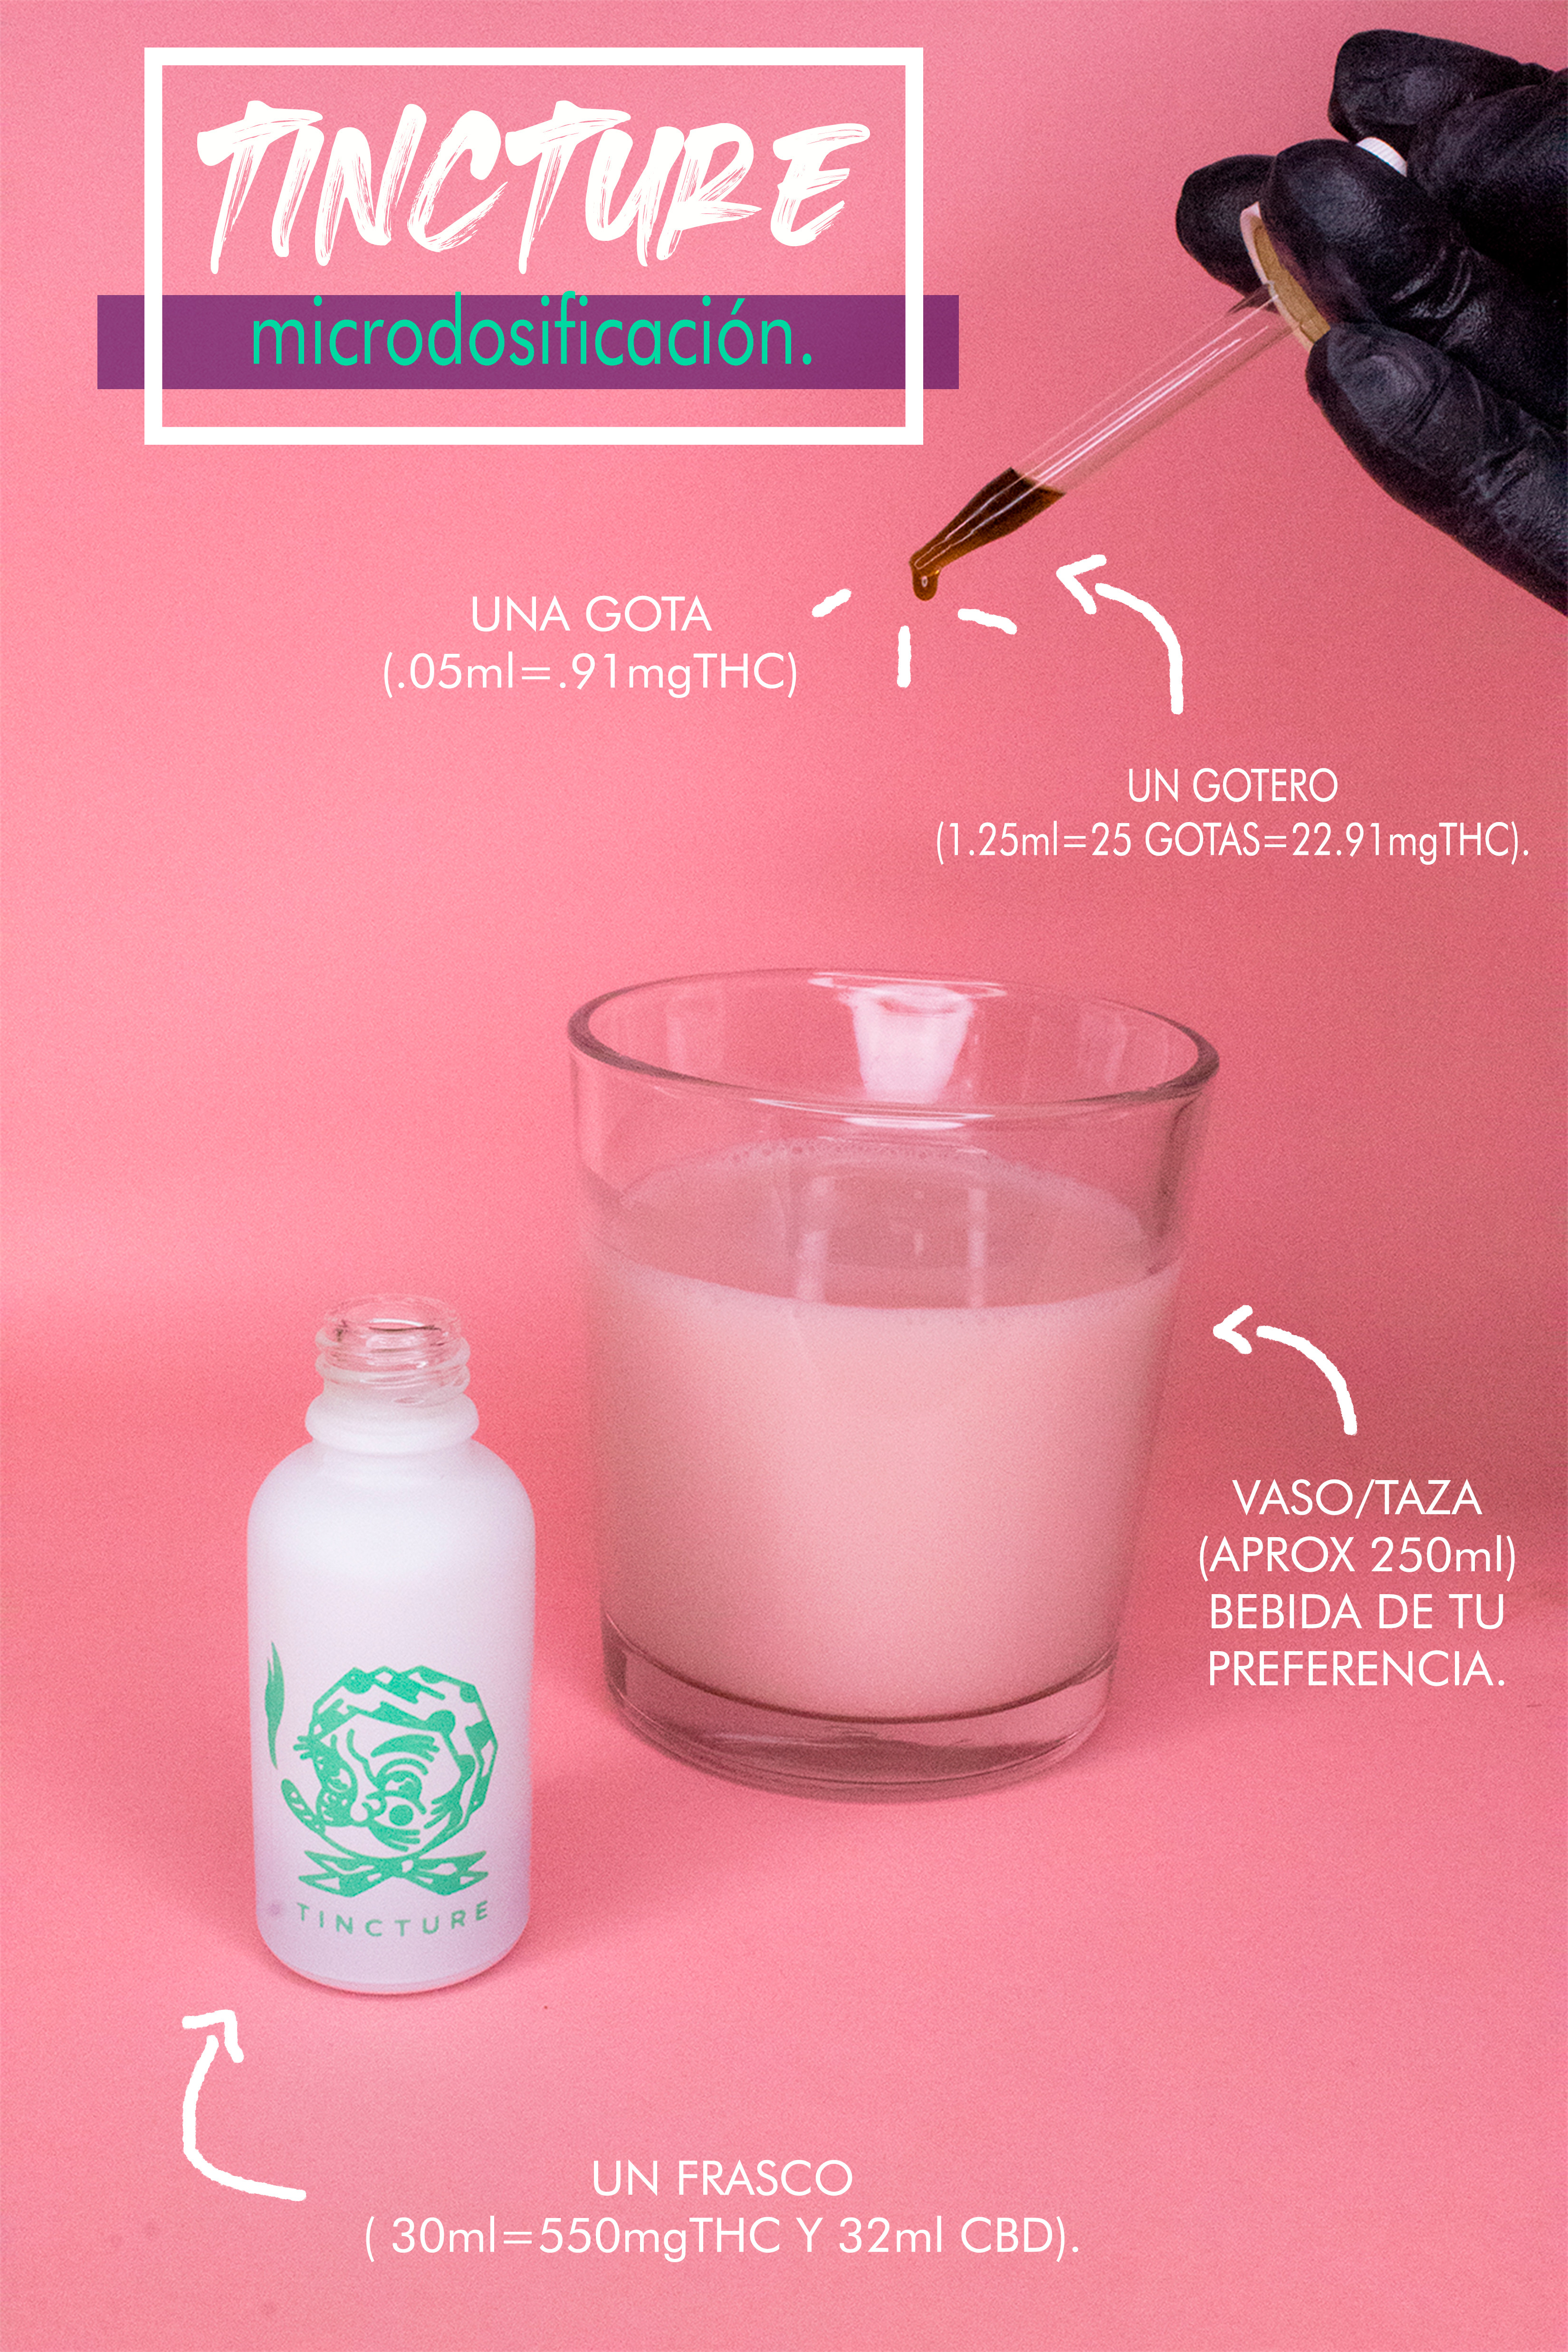 TINCTURE
microdosificación.
UNA GOTA
(.05ml=.91mgTHC)
UN GOTERO
(1.25ml=25 GOTAS=22.91mgTHC).
VASO/TAZA
(APROX 250ml)
BEBIDA DE TU
PREFERENCIA.
TINCTURE
UN FRASCO
( 30ml=550mgTHC Y 32ml CBD).